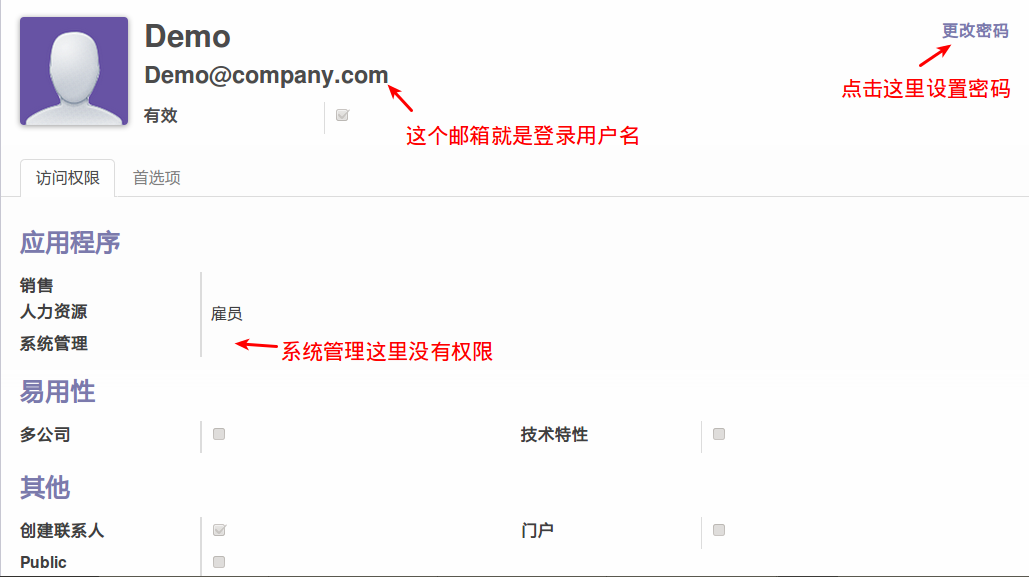 Demo
更改密码
Demo@company.com
点击这里设置密码
有效
这个邮箱就是登录用户名
访问权限 首选项
应用程序
销售
人力资源 雇员
系统管理
系统管理这里没有权限
易用性
多公司 技术特性
其他
创建联系人 门户
Public